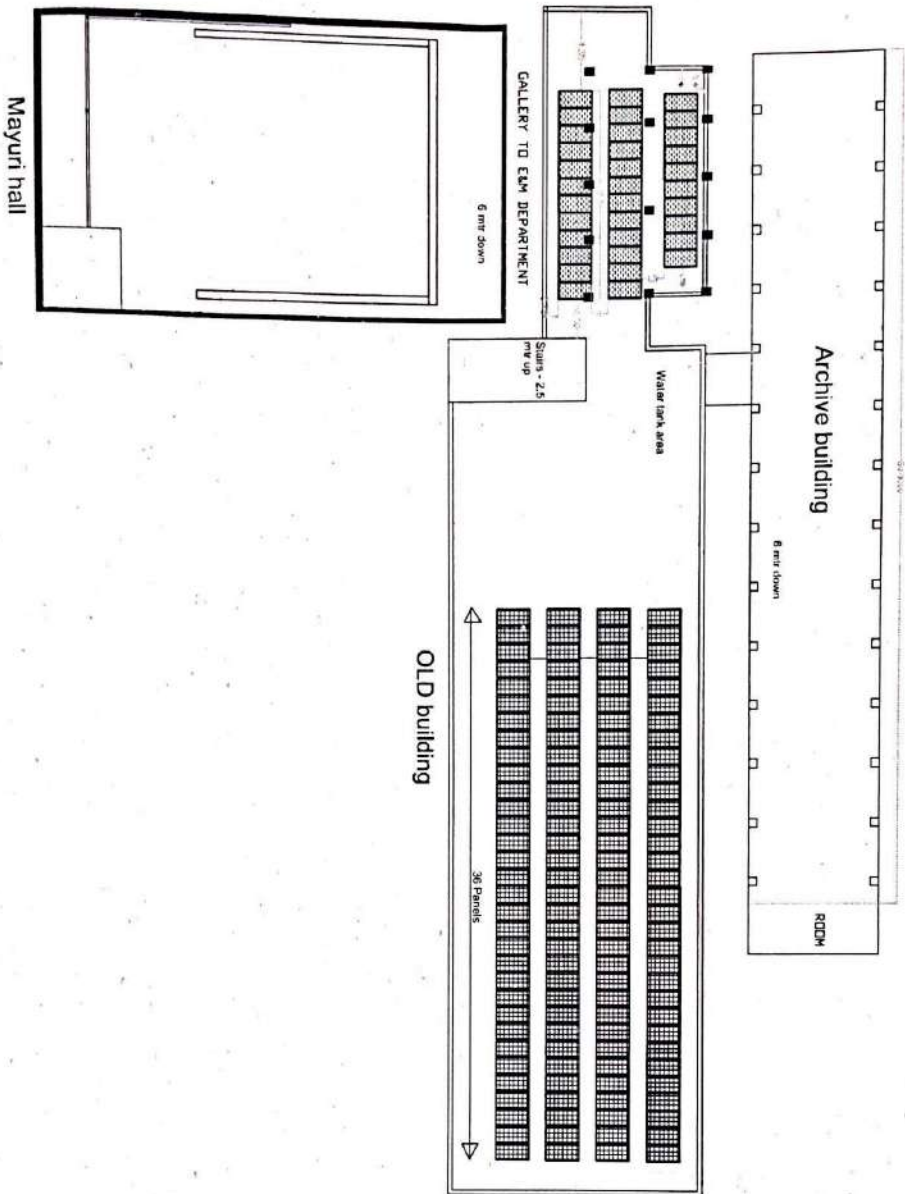 Mayuri hall
6 mtr down
GALLERY TO E&M DEPARTMENT
Stairs - 2.5
mtr up
Water tank area
Archive building
6 mtr down
ROOM
OLD building
36 Panels